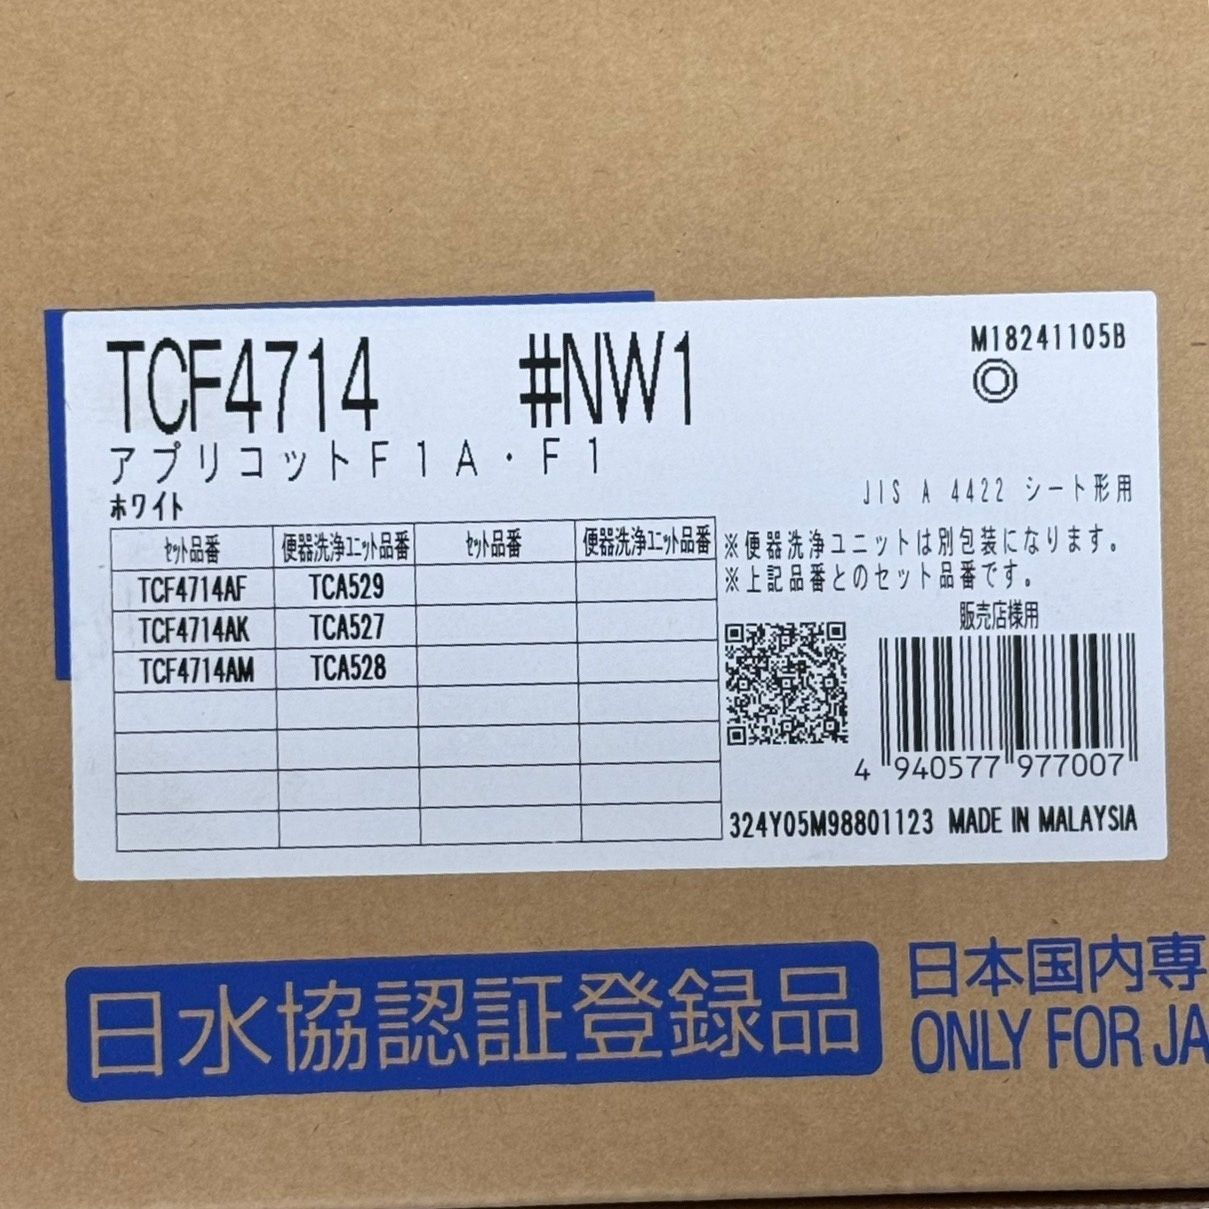 TCF4714 #NW1 M18241105B
アプリコットF1A・F1
ホワイト
JIS A 4422 シート形用
セット品番 便器洗浄ユニット品番 セット品番 便器洗浄ユニット品番
TCF4714AF TCA529
TCF4714AK TCA527
TCF4714AM TCA528
※便器洗浄ユニットは別包装になります。
※上記品番とのセット品番です。
販売店様用
4 940577 977007
324Y05M98801123 MADE IN MALAYSIA
日水協認証登録品
日本国内専
ONLY FOR JA